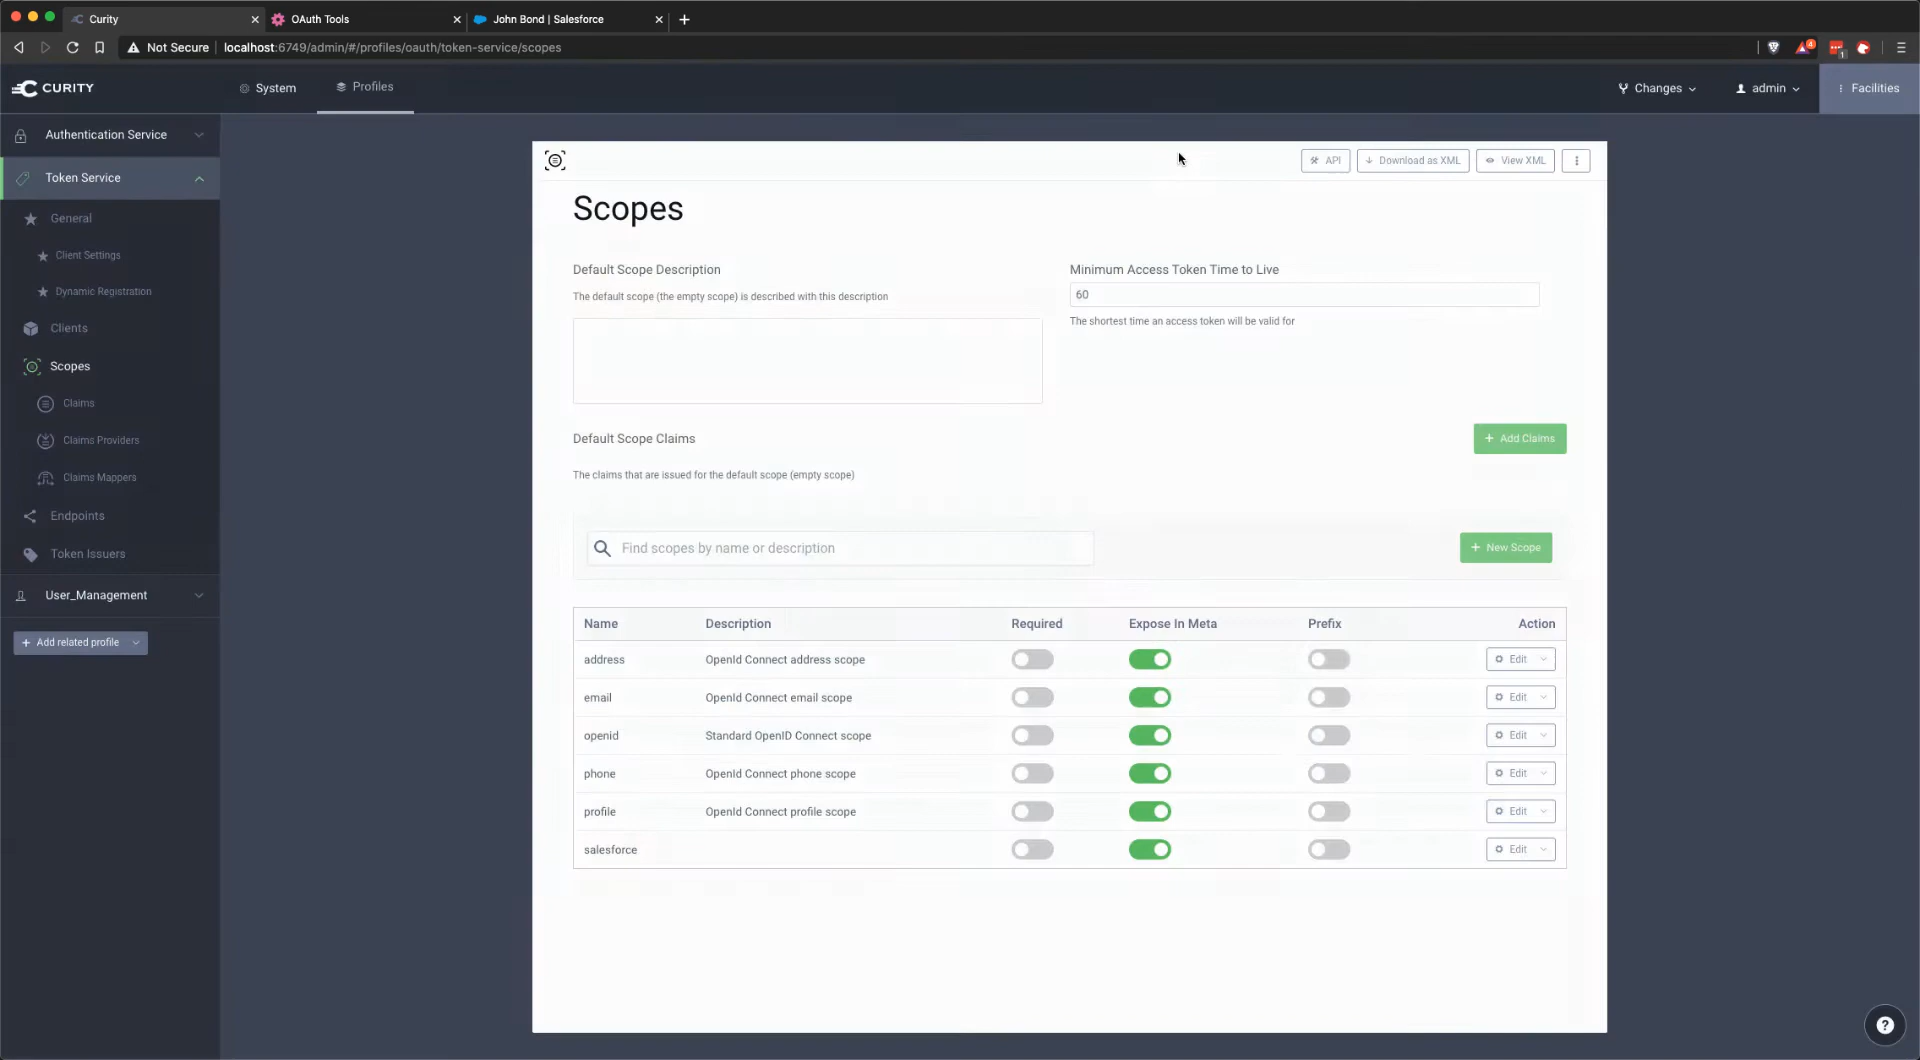 Curity
OAuth Tools
John Bond | Salesforce
Not Secure
localhost:6749/admin/#/profiles/oauth/token-service/scopes
4
1
CURITY
System
Profiles
Changes
admin
Facilities
Authentication Service
Token Service
General
Client Settings
Dynamic Registration
Clients
Scopes
Claims
Claims Providers
Claims Mappers
Endpoints
Token Issuers
User_Management
+ Add related profile
API
Download as XML
View XML
Scopes
Default Scope Description
The default scope (the empty scope) is described with this description
Minimum Access Token Time to Live
60
The shortest time an access token will be valid for
Default Scope Claims
+ Add Claims
The claims that are issued for the default scope (empty scope)
Find scopes by name or description
+ New Scope
Name Description Required Expose In Meta Prefix Action
address OpenId Connect address scope Edit
email OpenId Connect email scope Edit
openid Standard OpenID Connect scope Edit
phone OpenId Connect phone scope Edit
profile OpenId Connect profile scope Edit
salesforce Edit
?